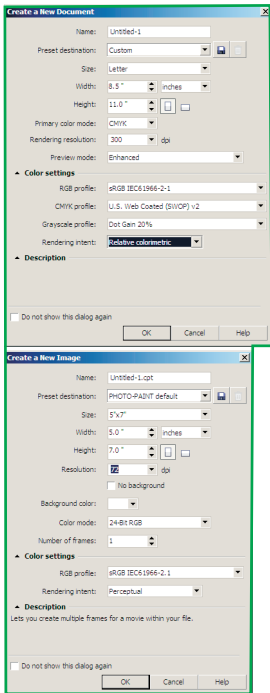 Create a New Document
Name: Untitled-1
Preset destination: Custom
Size: Letter
Width: 8.5 " inches
Height: 11.0 "
Primary color mode: CMYK
Rendering resolution: 300 dpi
Preview mode: Enhanced
Color settings
RGB profile: sRGB IEC61966-2-1
CMYK profile: U.S. Web Coated (SWOP) v2
Grayscale profile: Dot Gain 20%
Rendering intent: Relative colorimetric
Description
Do not show this dialog again
OK Cancel Help
Create a New Image
Name: Untitled-1.cpt
Preset destination: PHOTO-PAINT default
Size: 5"x7"
Width: 5.0 " inches
Height: 7.0 "
Resolution: 72 dpi
No background
Background color:
Color mode: 24-Bit RGB
Number of frames: 1
Color settings
RGB profile: sRGB IEC61966-2.1
Rendering intent: Perceptual
Description
Lets you create multiple frames for a movie within your file.
Do not show this dialog again
OK Cancel Help